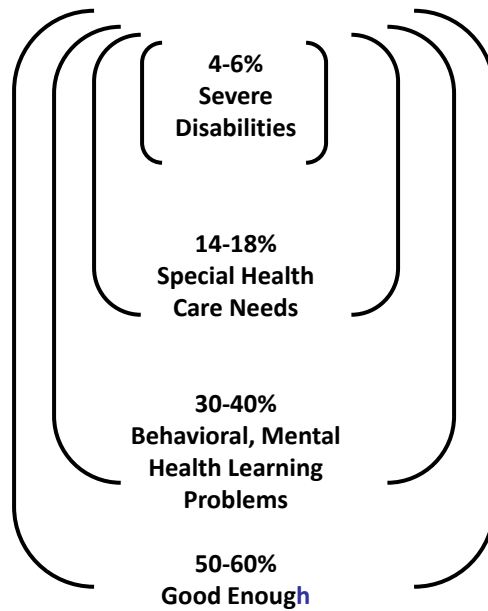 4-6%
Severe
Disabilities
14-18%
Special Health
Care Needs
30-40%
Behavioral, Mental
Health Learning
Problems
50-60%
Good Enough